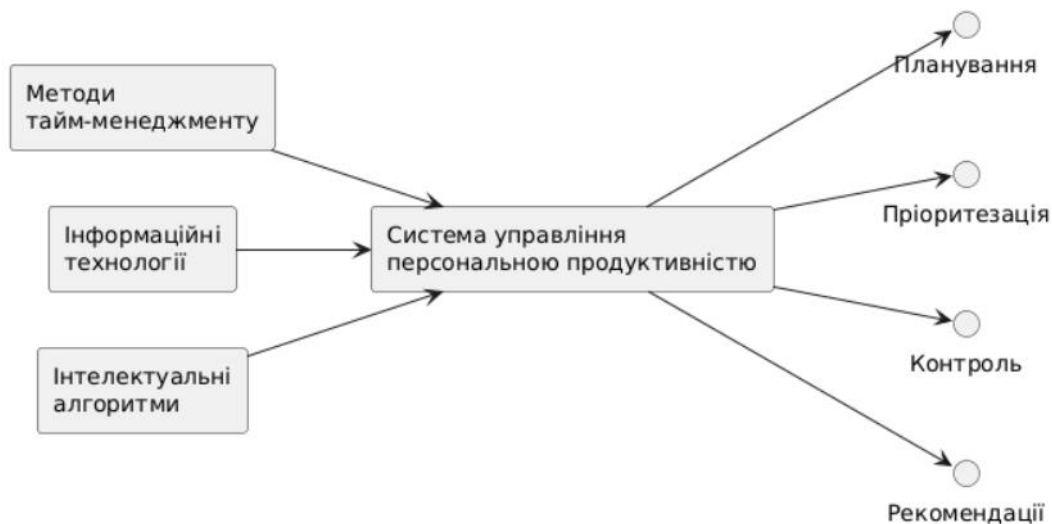 Методи
тайм-менеджменту
Інформаційні
технології
Інтелектуальні
алгоритми
Система управління
персональною продуктивністю
Планування
Пріоритезація
Контроль
Рекомендації